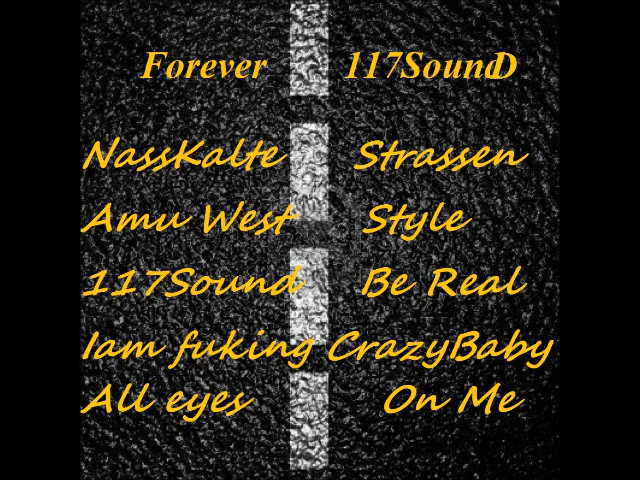 Forever 117SounD
NassKalte Strassen
Amu West Style
117Sound Be Real
Iam fuking CrazyBaby
All eyes On Me